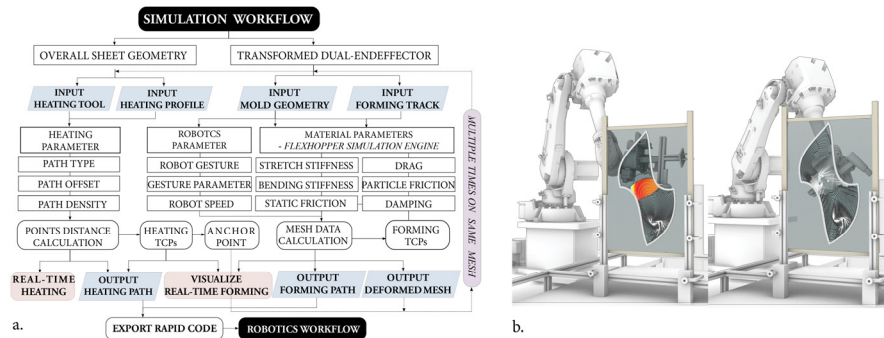 SIMULATION WORKFLOW
OVERALL SHEET GEOMETRY
TRANSFORMED DUAL-ENDEFFECTOR
INPUT
HEATING TOOL
INPUT
HEATING PROFILE
INPUT
MOLD GEOMETRY
INPUT
FORMING TRACK
HEATING
PARAMETER
ROBOTCS
PARAMETER
MATERIAL PARAMETERS
- FLEXHOPPER SIMULATION ENGINE
PATH TYPE
ROBOT GESTURE
STRETCH STIFFNESS
DRAG
PATH OFFSET
GESTURE PARAMETER
BENDING STIFFNESS
PARTICLE FRICTION
PATH DENSITY
ROBOT SPEED
STATIC FRICTION
DAMPING
POINTS DISTANCE
CALCULATION
HEATING
TCPs
ANCHOR
POINT
MESH DATA
CALCULATION
FORMING
TCPs
REAL-TIME
HEATING
OUTPUT
HEATING PATH
VISUALIZE
REAL-TIME FORMING
OUTPUT
FORMING PATH
OUTPUT
DEFORMED MESH
MULTIPLE TIMES ON SAME MESH
EXPORT RAPID CODE
ROBOTICS WORKFLOW
a.
b.